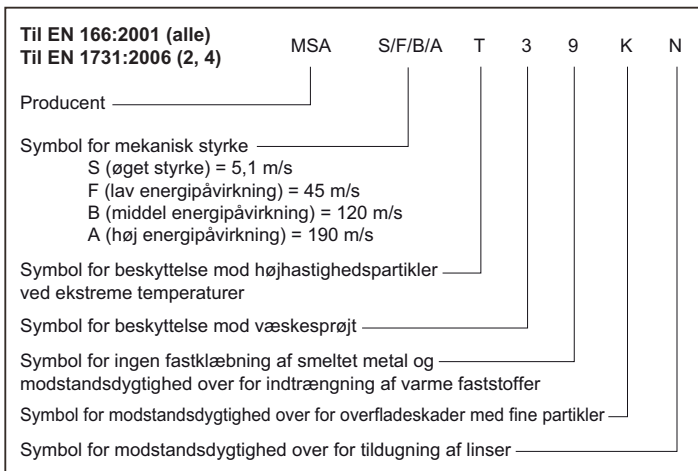 Til EN 166:2001 (alle)
Til EN 1731:2006 (2, 4)
MSA S/F/B/A T 3 9 K N
Producent
Symbol for mekanisk styrke
S (øget styrke) = 5,1 m/s
F (lav energipåvirkning) = 45 m/s
B (middel energipåvirkning) = 120 m/s
A (høj energipåvirkning) = 190 m/s
Symbol for beskyttelse mod højhastighedspartikler
ved ekstreme temperaturer
Symbol for beskyttelse mod væskesprøjt
Symbol for ingen fastklæbning af smeltet metal og
modstandsdygtighed over for indtrængning af varme faststoffer
Symbol for modstandsdygtighed over for overfladeskader med fine partikler
Symbol for modstandsdygtighed over for tildugning af linser